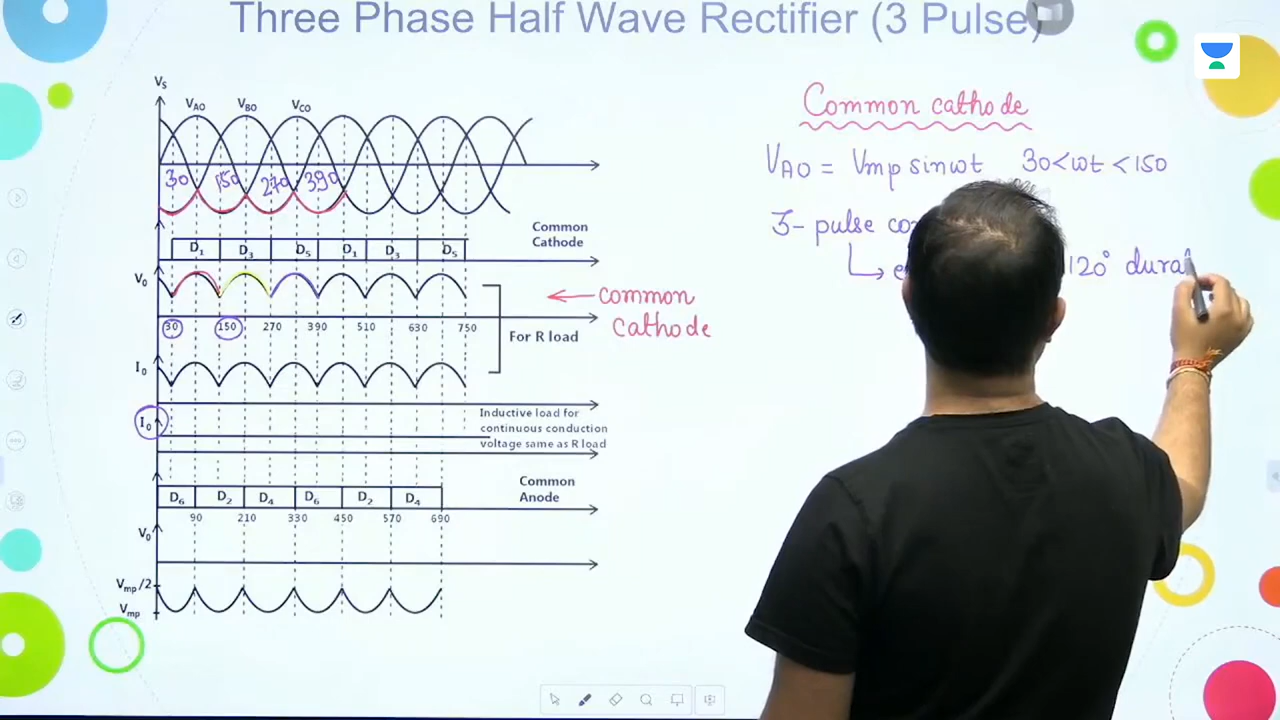 Three Phase Half Wave Rectifier (3 Pulse)
Vs
VAO VBO VCO
30 150 270 390
D1 D3 D5 D1 D3 D5
Common
Cathode
V0
30 150 270 390 510 630 750
For R load
I0
I0
Inductive load for
continuous conduction
voltage same as R load
D6 D2 D4 D6 D2 D4
Common
Anode
90 210 330 450 570 690
V0
Vmp/2
Vmp
common
cathode
Common cathode
VAO = Vmp sinωt 30<ωt <150
3- pulse
120° dura